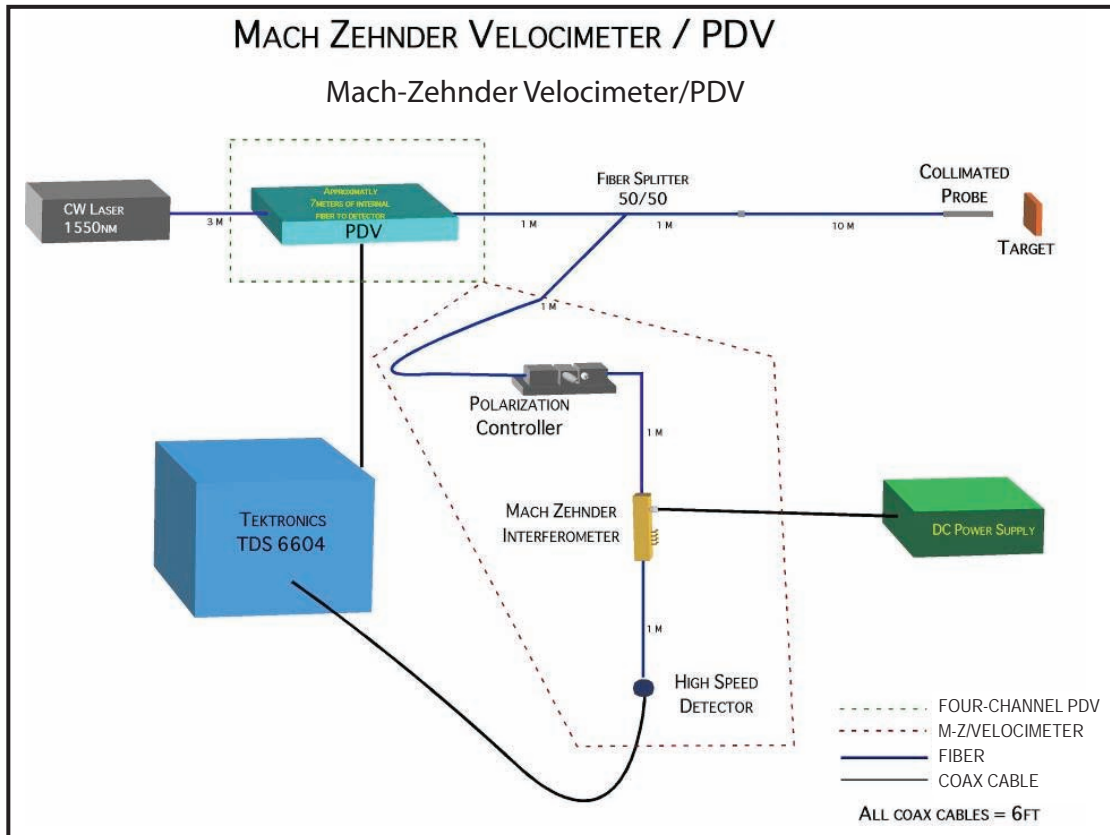 MACH ZEHNDER VELOCIMETER / PDV
Mach-Zehnder Velocimeter/PDV
CW LASER
1550NM
3 M
APPROXIMATLY
7METERS OF INTERNAL
FIBER TO DETECTOR
PDV
1 M
FIBER SPLITTER
50/50
1 M
10 M
COLLIMATED
PROBE
TARGET
1 M
POLARIZATION
Controller
1 M
TEKTRONICS
TDS 6604
MACH ZEHNDER
INTERFEROMETER
DC POWER SUPPLY
1 M
HIGH SPEED
DETECTOR
FOUR-CHANNEL PDV
M-Z/VELOCIMETER
FIBER
COAX CABLE
ALL COAX CABLES = 6FT